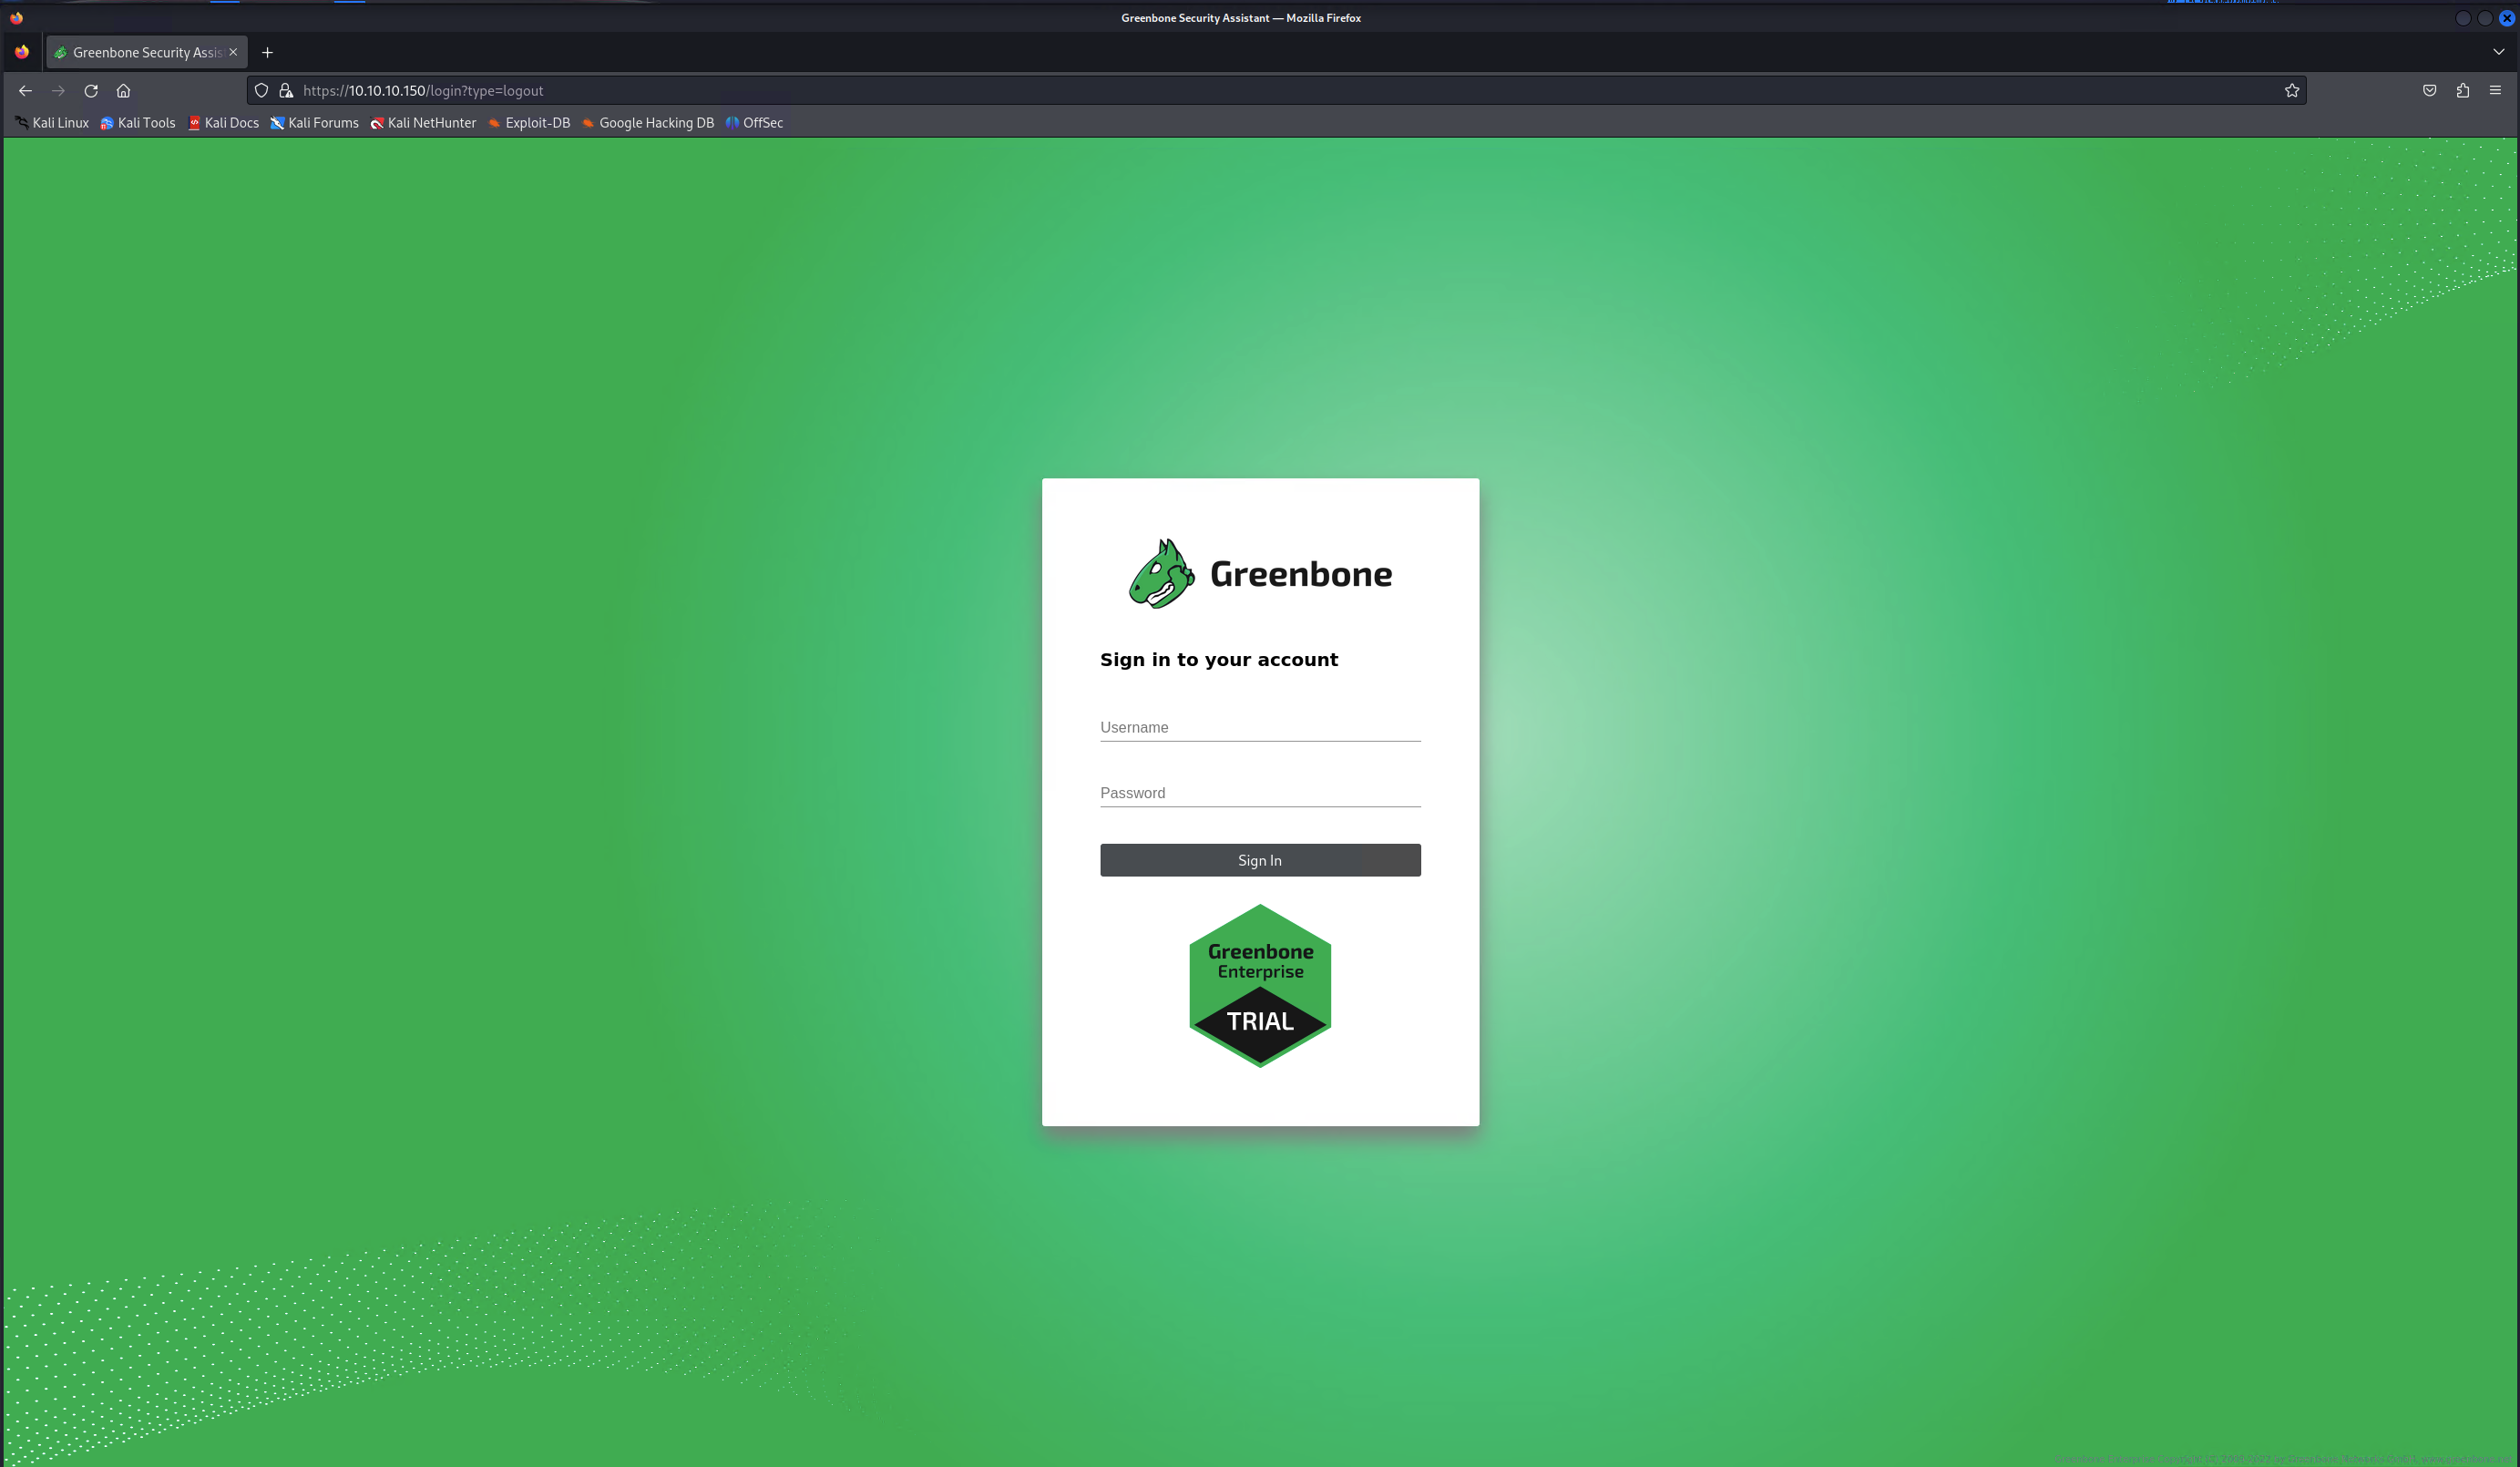 Greenbone Security Assistant — Mozilla Firefox
Greenbone Security Assis
https://10.10.10.150/login?type=logout
Kali Linux Kali Tools Kali Docs Kali Forums Kali NetHunter Exploit-DB Google Hacking DB OffSec
Greenbone
Sign in to your account
Username
Password
Sign In
Greenbone
Enterprise
TRIAL